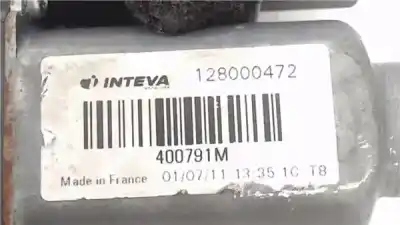 INTEVA 128000472
400791M
Made in France 01/07/11 13:35 1C T8